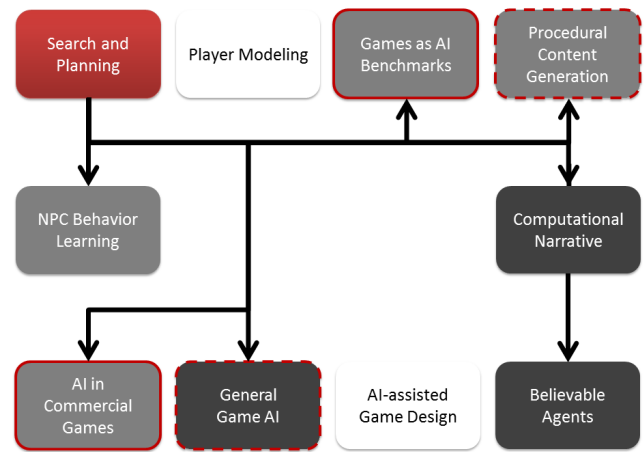 Search and
Planning
Player Modeling
Games as AI
Benchmarks
Procedural
Content
Generation
NPC Behavior
Learning
Computational
Narrative
AI in
Commercial
Games
General
Game AI
AI-assisted
Game Design
Believable
Agents